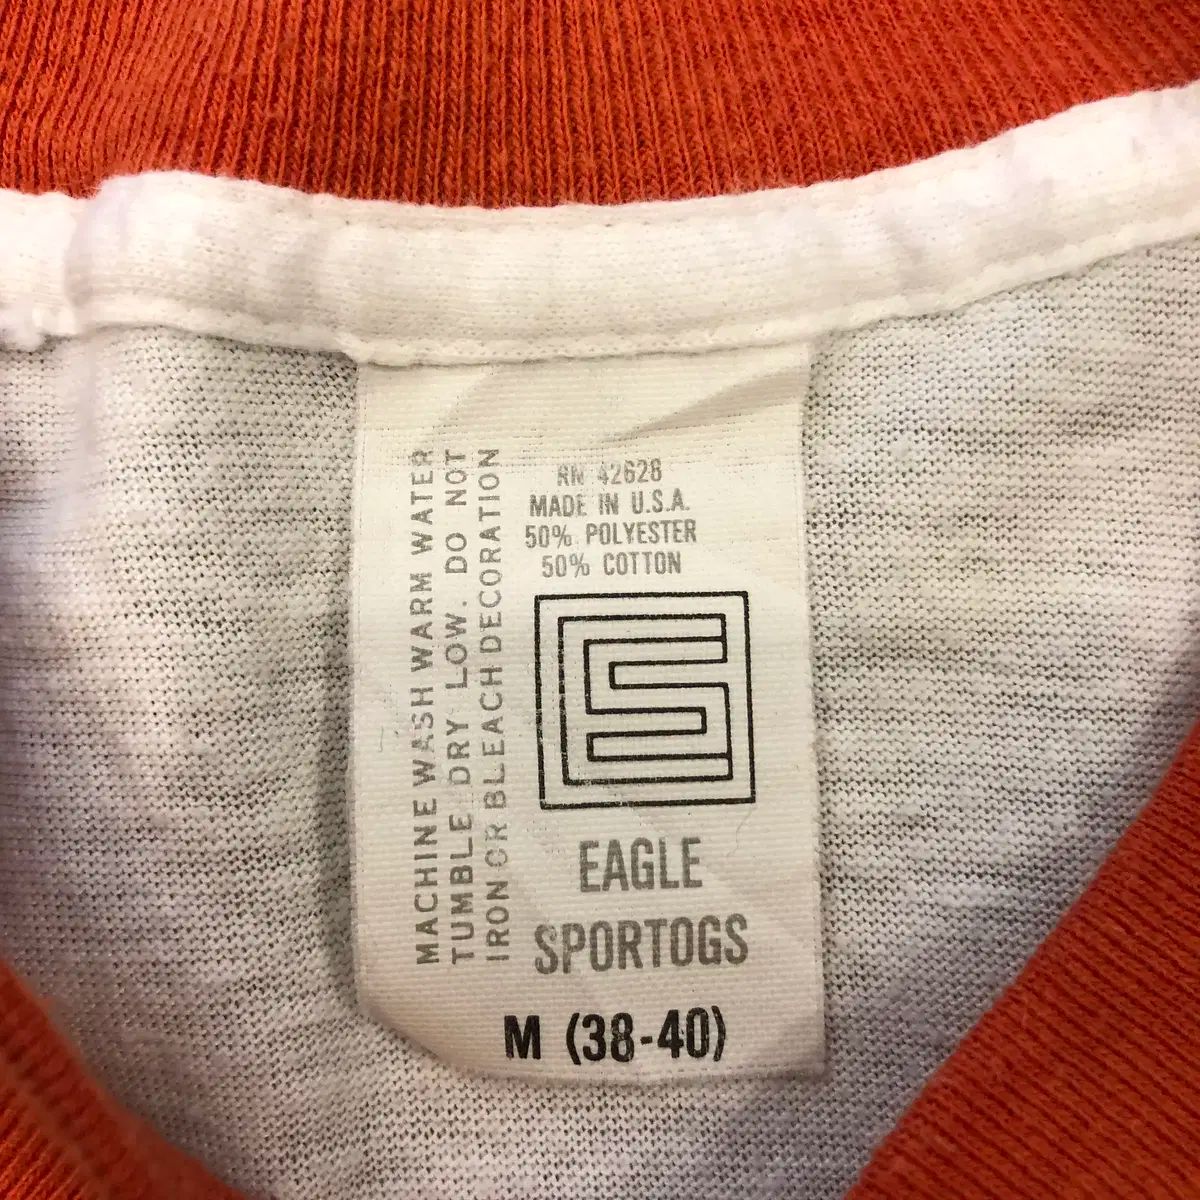 RN 42628
MADE IN U.S.A.
50% POLYESTER
50% COTTON
EAGLE
SPORTOGS
M (38-40)
MACHINE WASH WARM WATER
TUMBLE DRY LOW. DO NOT
IRON OR BLEACH DECORATION